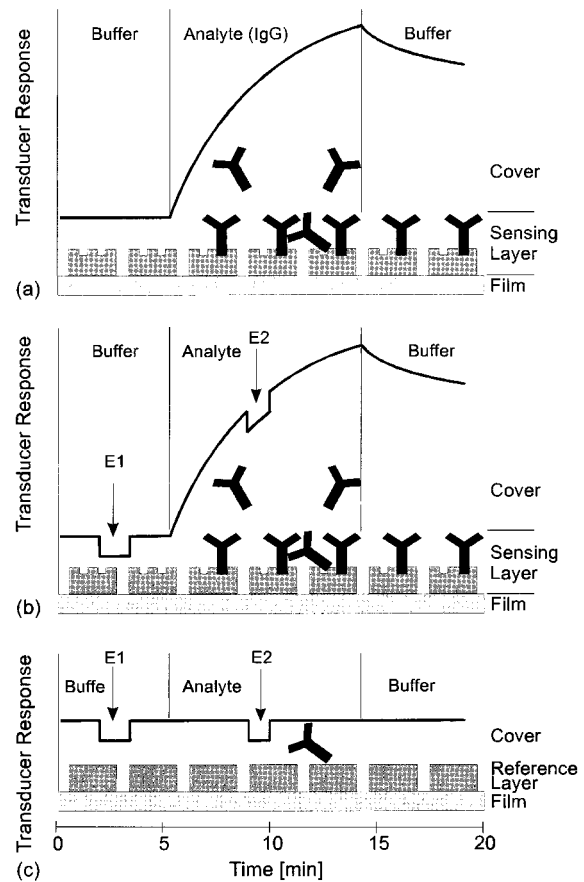 Transducer Response
Buffer
Analyte (IgG)
Buffer
Cover
Sensing
Layer
Film
(a)
Transducer Response
Buffer
Analyte
E2
Buffer
E1
Cover
Sensing
Layer
Film
(b)
Transducer Response
E1
E2
Buffe
Analyte
Buffer
Cover
Reference
Layer
Film
0
5
10
15
20
Time [min]
(c)